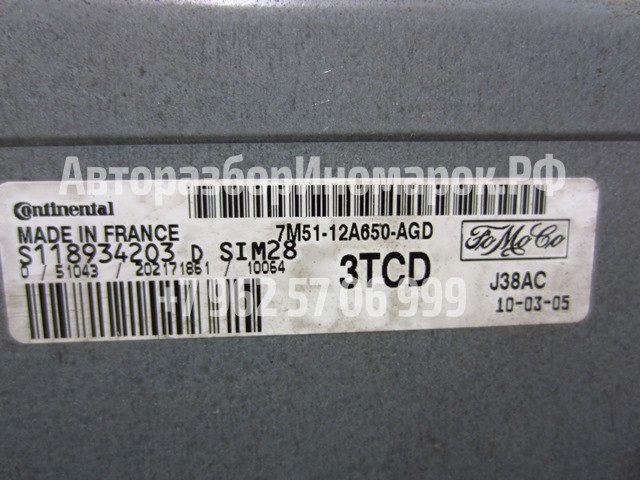 АвторазборИномарок.РФ
Continental
MADE IN FRANCE
7M51-12A650-AGD
FoMoCo
S118934203 D SIM28
0 / 51043 / 202171861 / 10064
3TCD
J38AC
+7 962 57 06 999
10-03-05